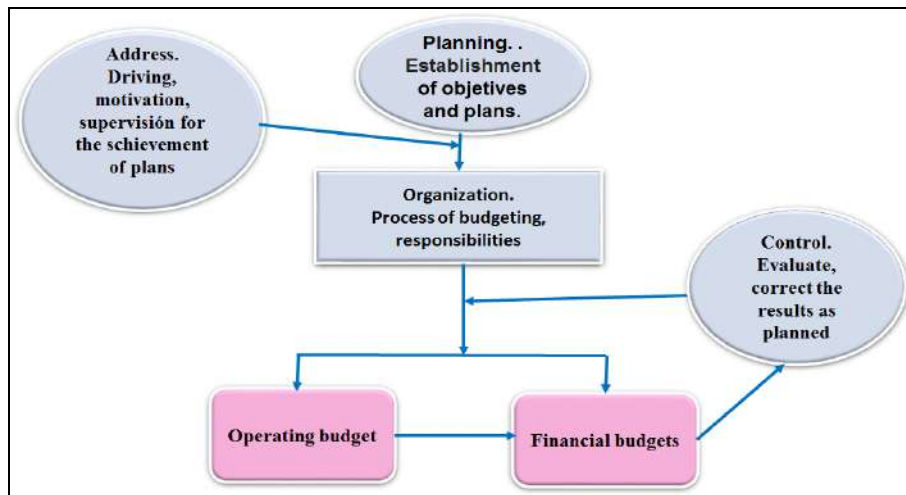 Address.
Driving,
motivation,
supervisión for
the schievement
of plans
Planning. .
Establishment
of objetives
and plans.
Organization.
Process of budgeting,
responsibilities
Control.
Evaluate,
correct the
results as
planned
Operating budget
Financial budgets